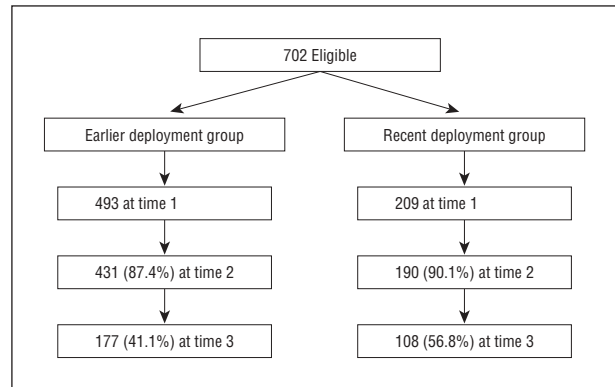 702 Eligible
Earlier deployment group
Recent deployment group
493 at time 1
209 at time 1
431 (87.4%) at time 2
190 (90.1%) at time 2
177 (41.1%) at time 3
108 (56.8%) at time 3